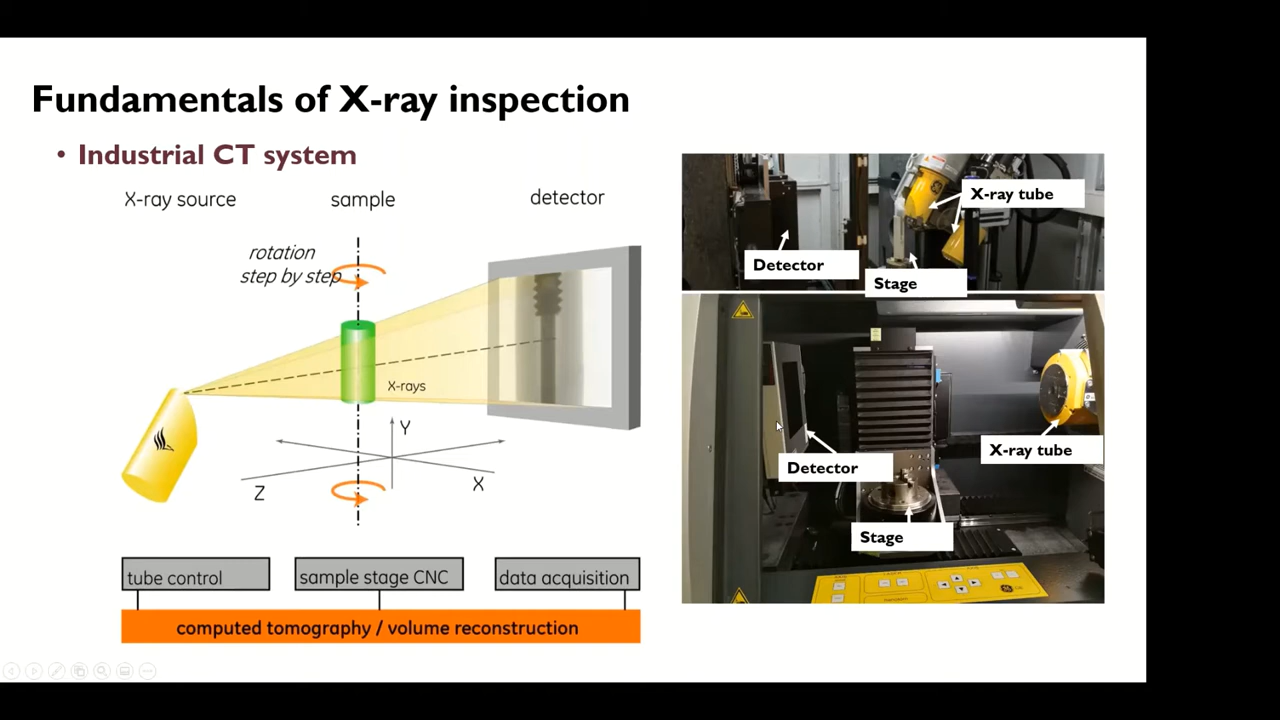 Fundamentals of X-ray inspection
• Industrial CT system
X-ray source
sample
detector
rotation
step by step
X-rays
Y
Z
X
tube control
sample stage CNC
data acquisition
computed tomography / volume reconstruction
X-ray tube
Detector
Stage
X-ray tube
Detector
Stage